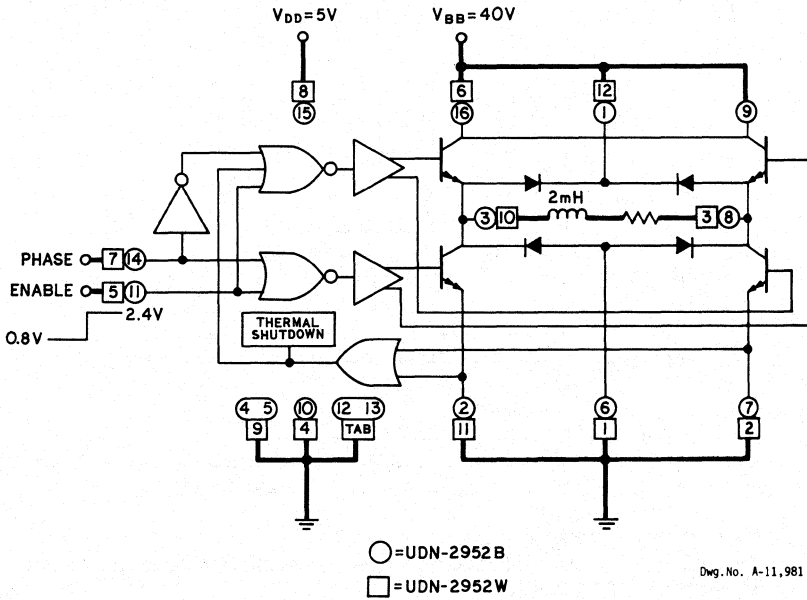 VDD=5V
VBB=40V
8
6
12
15
16
1
9
2mH
3
10
3
8
PHASE
7
14
ENABLE
5
11
2.4V
0.8V
THERMAL
SHUTDOWN
4 5
10
12 13
2
6
7
9
4
TAB
11
1
2
=UDN-2952B
=UDN-2952W
Dwg.No. A-11,981